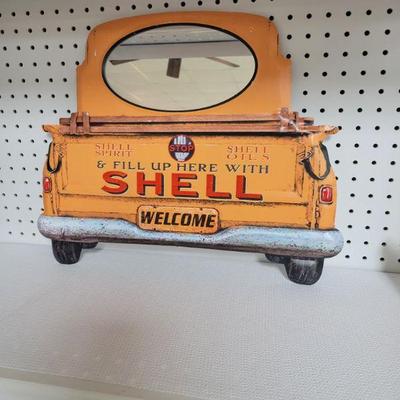 SHELL SPIRIT
STOP
SHELL OILS
& FILL UP HERE WITH
SHELL
WELCOME